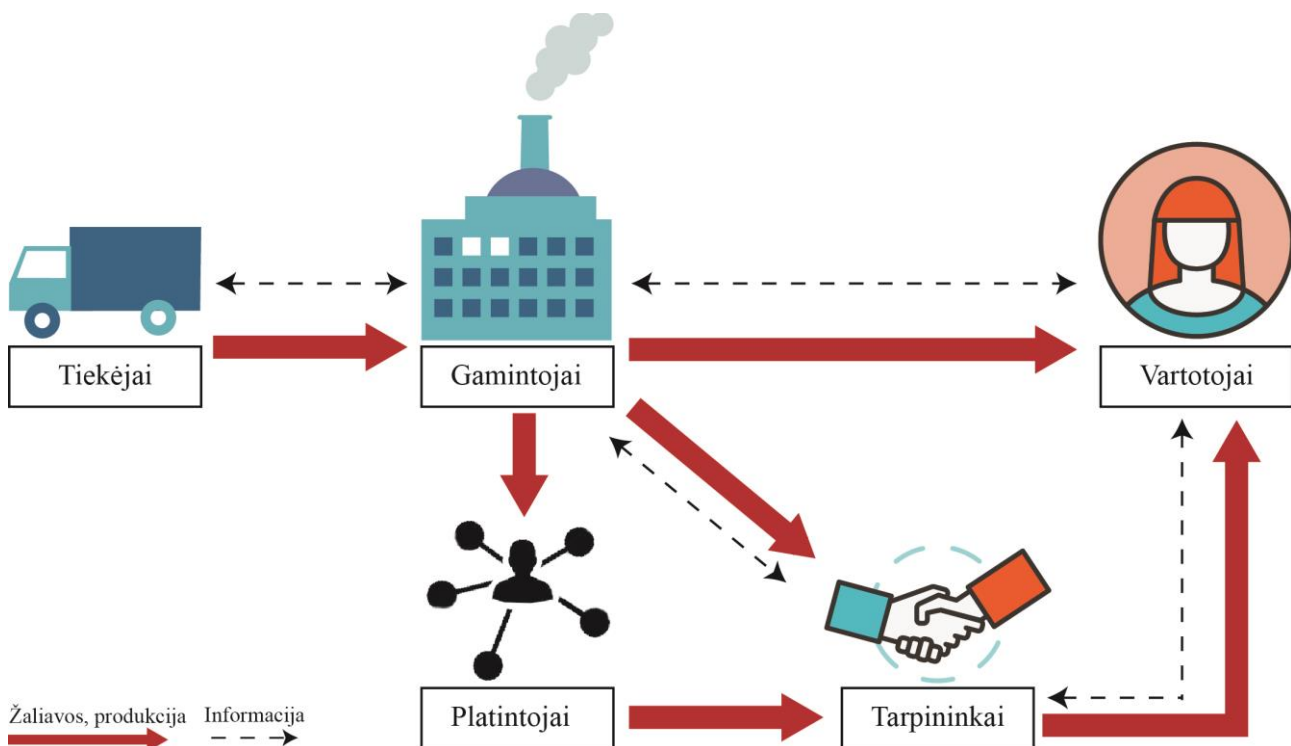 Tiekėjai
Gamintojai
Vartotojai
Žaliavos, produkcija
Informacija
Platintojai
Tarpininkai